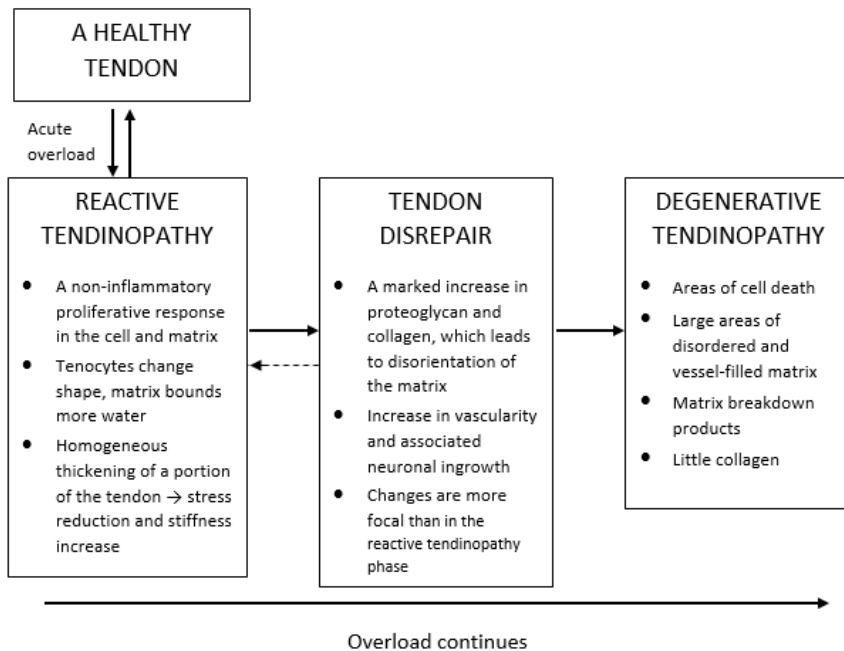 A HEALTHY
TENDON
Acute
overload
REACTIVE
TENDINOPATHY
• A non-inflammatory
proliferative response
in the cell and matrix
• Tenocytes change
shape, matrix bounds
more water
• Homogeneous
thickening of a portion
of the tendon → stress
reduction and stiffness
increase
TENDON
DISREPAIR
• A marked increase in
proteoglycan and
collagen, which leads
to disorientation of
the matrix
• Increase in vascularity
and associated
neuronal ingrowth
• Changes are more
focal than in the
reactive tendinopathy
phase
DEGENERATIVE
TENDINOPATHY
• Areas of cell death
• Large areas of
disordered and
vessel-filled matrix
• Matrix breakdown
products
• Little collagen
Overload continues